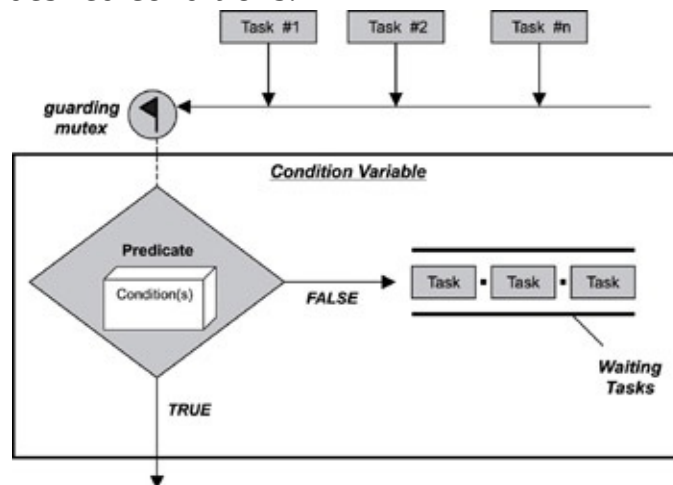 Task #1
Task #2
Task #n
guarding
mutex
Condition Variable
Predicate
Condition(s)
FALSE
Task
Task
Task
Waiting
Tasks
TRUE